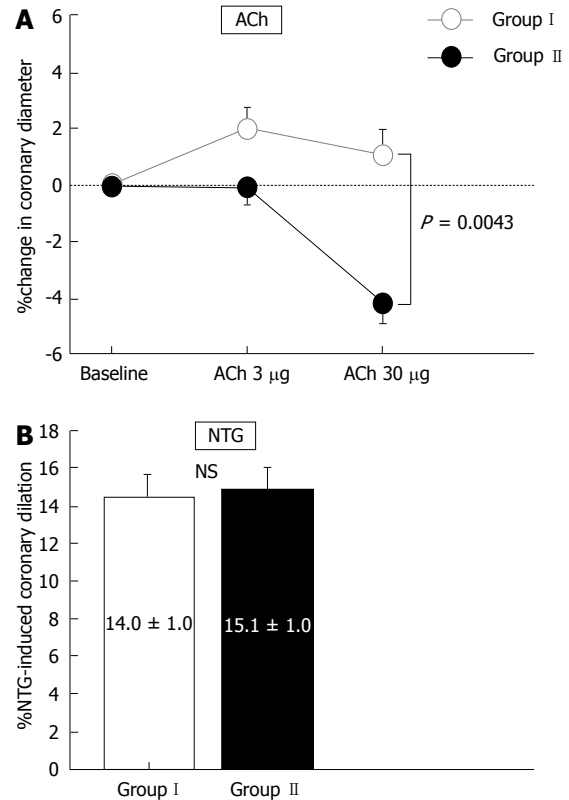 A
ACh
Group Ⅰ
Group Ⅱ
%change in coronary diameter
6
4
2
0
-2
-4
-6
P = 0.0043
Baseline
ACh 3 μg
ACh 30 μg
B
NTG
NS
%NTG-induced coronary dilation
18
16
14
12
10
8
6
4
2
0
14.0 ± 1.0
15.1 ± 1.0
Group Ⅰ
Group Ⅱ